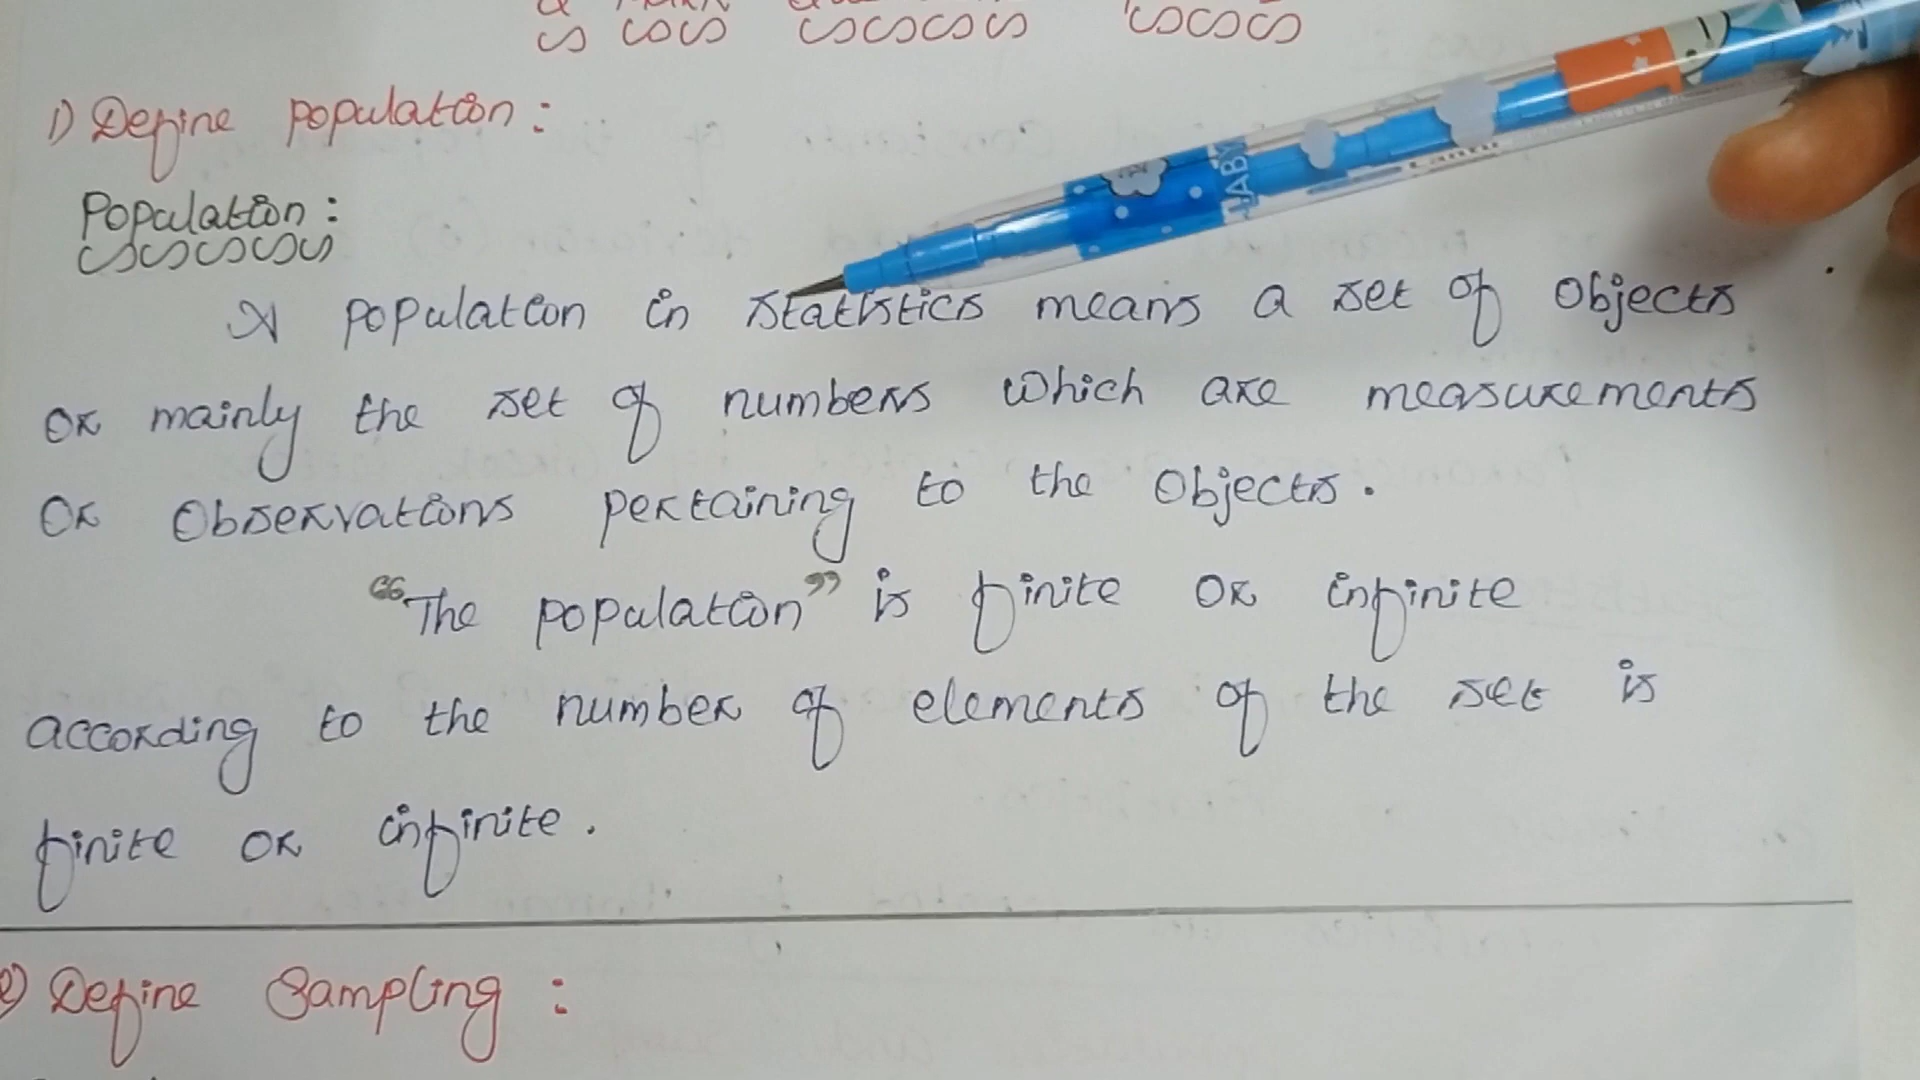 1) Define population:
Population:
A population in statistics means a set of objects
or mainly the set of numbers which are measurements
or observations pertaining to the objects.
"The population" is finite or infinite
according to the number of elements of the set is
finite or infinite.
2) Define Sampling: